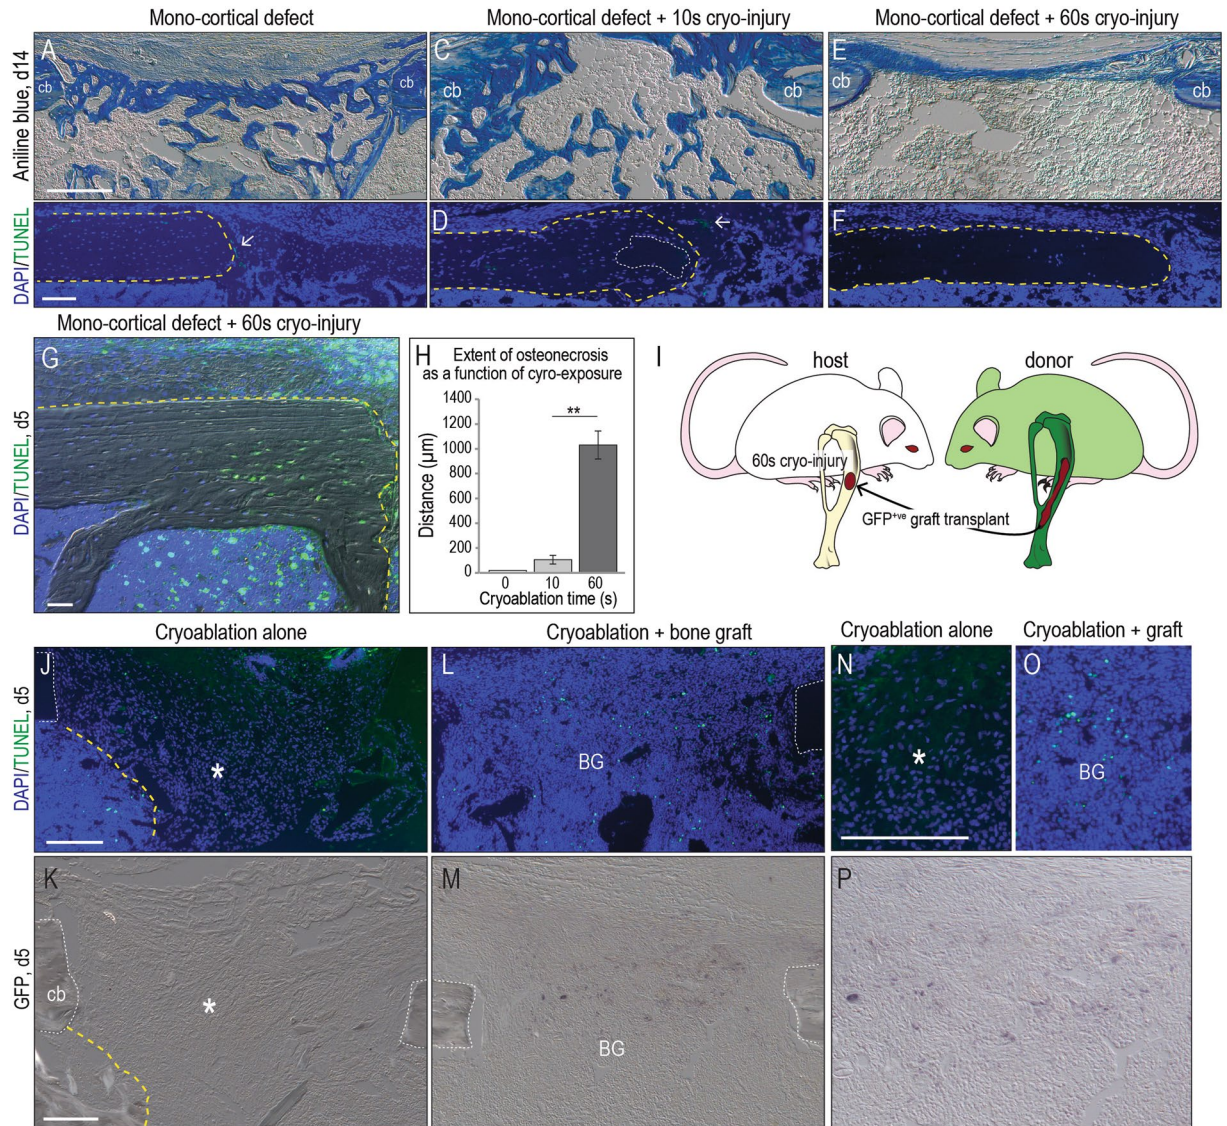 Mono-cortical defect
Mono-cortical defect + 10s cryo-injury
Mono-cortical defect + 60s cryo-injury
Aniline blue, d14
A
cb
cb
C
cb
cb
E
cb
cb
DAPI/TUNEL
D
F
Mono-cortical defect + 60s cryo-injury
DAPI/TUNEL, d5
G
H
Extent of osteonecrosis
as a function of cyro-exposure
Distance (µm)
1400
1200
1000
800
600
400
200
0
**
0 10 60
Cryoablation time (s)
I
host
donor
60s cryo-injury
GFP+ve graft transplant
Cryoablation alone
Cryoablation + bone graft
Cryoablation alone
Cryoablation + graft
DAPI/TUNEL, d5
J
*
L
BG
N
*
O
BG
GFP, d5
K
cb
*
M
BG
P